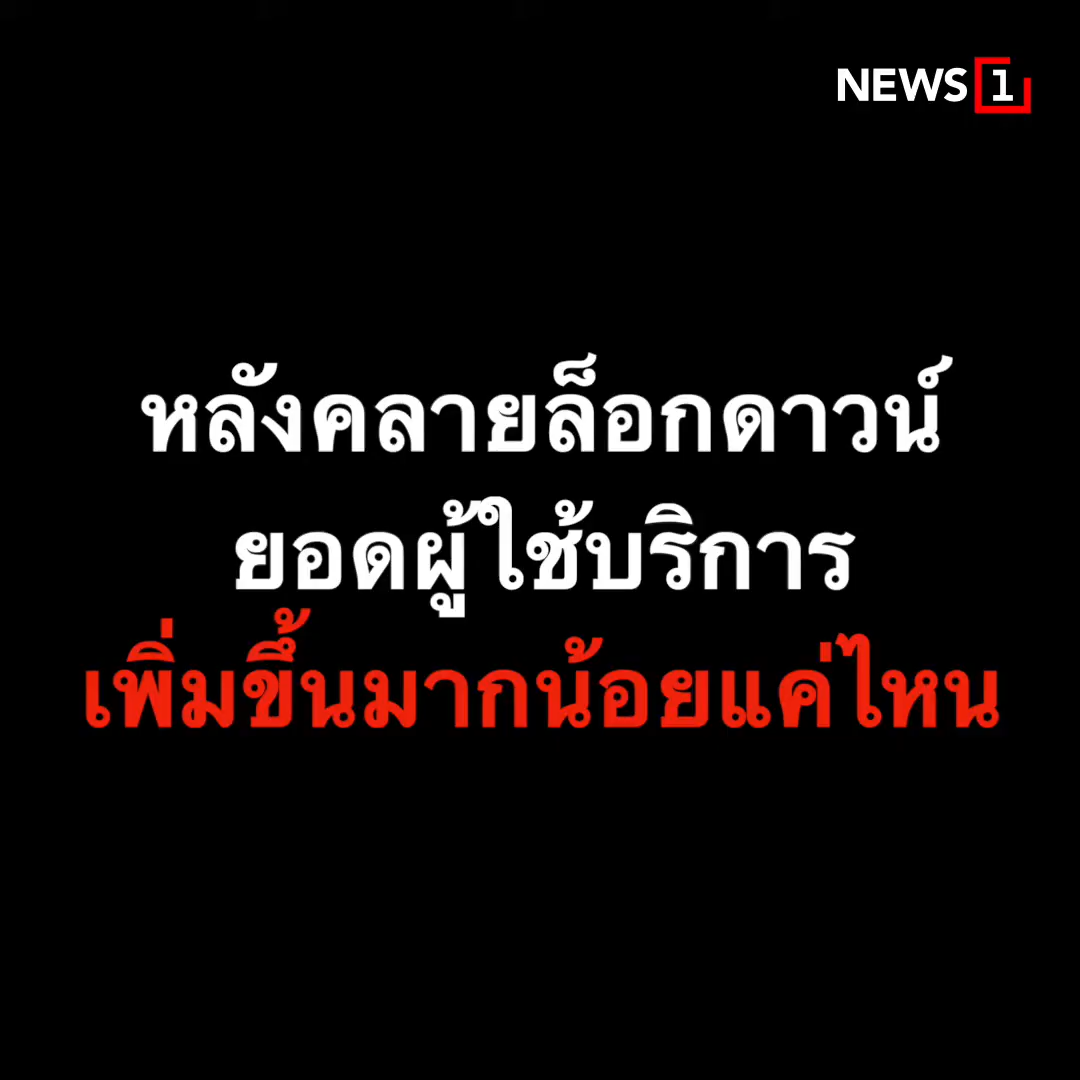 NEWS 1
หลังคลายล็อกดาวน์
ยอดผู้ใช้บริการ
เพิ่มขึ้นมากน้อยแค่ไหน